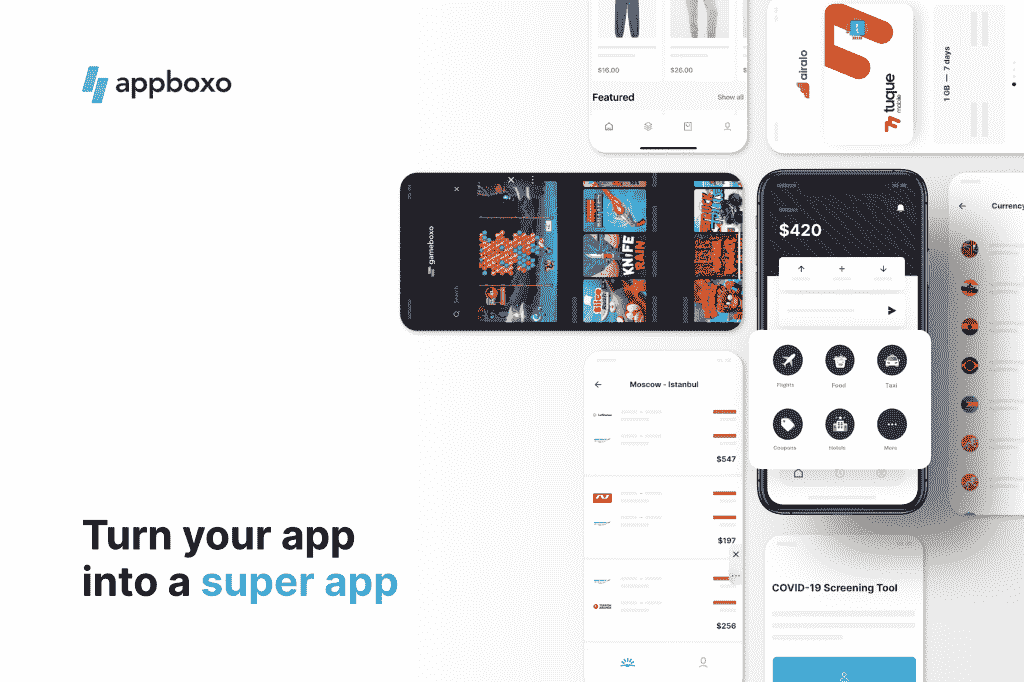 appboxo
Turn your app
into a super app
$16.00
$26.00
Featured
Show all
airalo
tuque
mobile
1 GB — 7 days
gameboxo
Search
KNIFE
RAIN
Slice
$420
Flights
Food
Taxi
Coupons
Hotels
More
Currency
Moscow - Istanbul
$547
$197
$256
COVID-19 Screening Tool